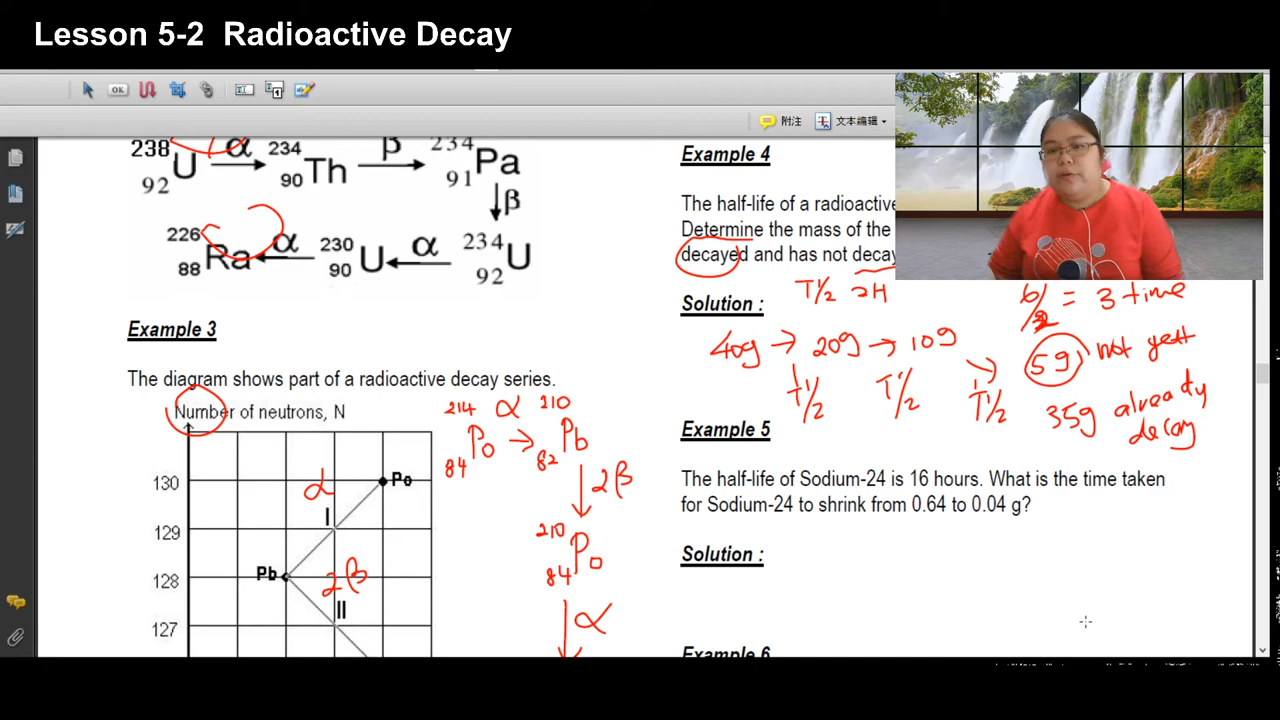 Lesson 5-2 Radioactive Decay
OK
附注
文本编辑
238 92 U α 234 90 Th β 234 91 Pa
β
226 88 Ra α 230 90 U α 234 92 U
Example 3
The diagram shows part of a radioactive decay series.
Number of neutrons, N
130
129
128
127
Po
I
Pb
II
α
2β
214 84 Po → α 210 82 Pb
2β
210 84 Po
α
Example 4
The half-life of a radioactive
Determine the mass of the
decayed and has not decay
T1/2 2H
6/2 = 3 time
Solution :
40g → 20g → 10g → 5g not yet
T1/2 T1/2 T1/2
35g already
decay
Example 5
The half-life of Sodium-24 is 16 hours. What is the time taken
for Sodium-24 to shrink from 0.64 to 0.04 g?
Solution :
Example 6